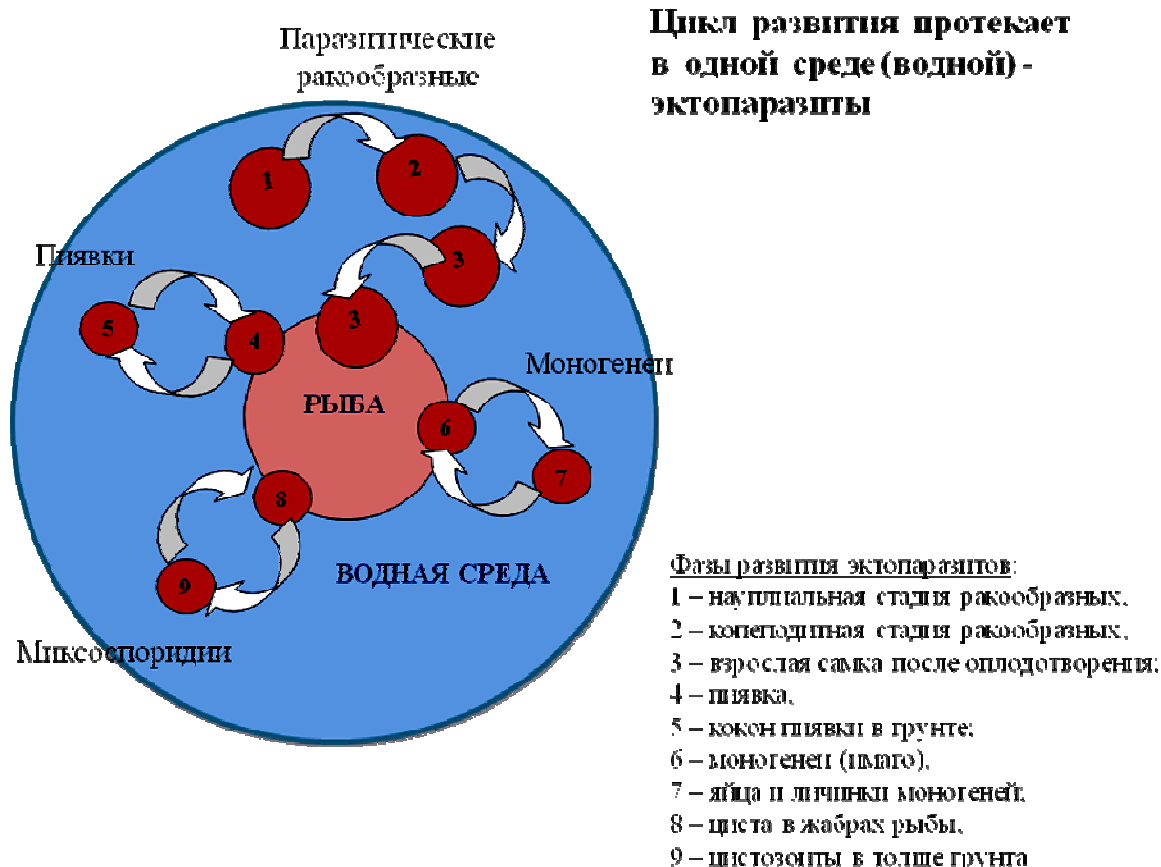 Паразитические
ракообразные
Цикл развития протекает
в одной среде (водной) -
эктопаразиты
1
2
3
3
Пиявки
5
4
Моногенеи
РЫБА
6
7
8
9
ВОДНАЯ СРЕДА
Миксоспоридии
Фазы развития эктопаразитов:
1 – науплиальная стадия ракообразных,
2 – копеподитная стадия ракообразных,
3 – взрослая самка после оплодотворения;
4 – пиявка,
5 – кокон пиявки в грунте;
6 – моногенеи (имаго),
7 – яйца и личинки моногеней;
8 – циста в жабрах рыбы,
9 – цистозоиты в толще грунта